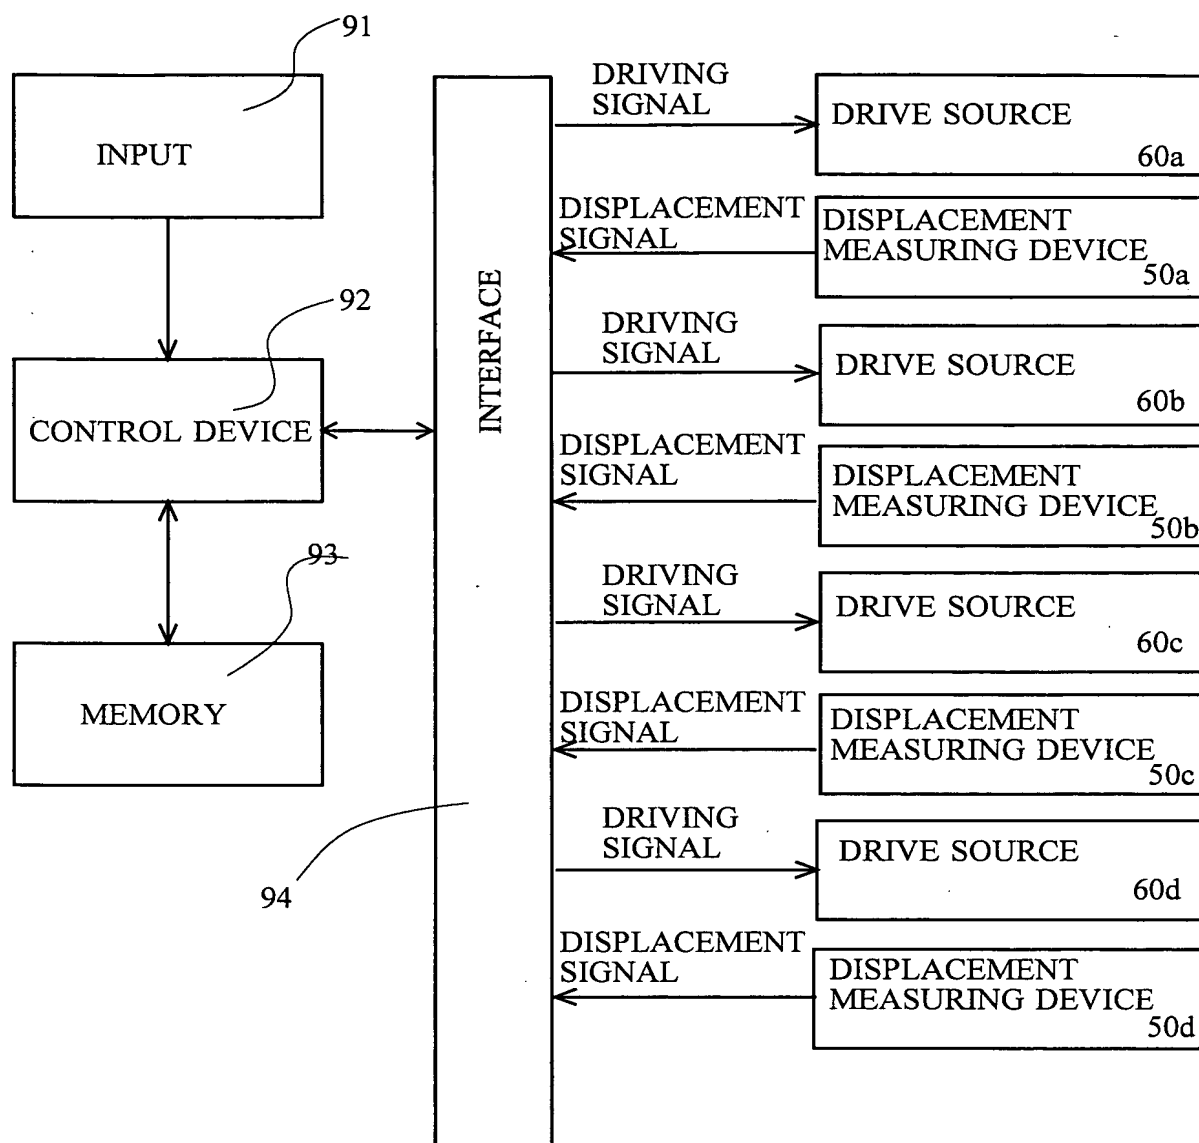 91
INPUT
92
CONTROL DEVICE
93
MEMORY
94
INTERFACE
DRIVING
SIGNAL
DRIVE SOURCE
60a
DISPLACEMENT
SIGNAL
DISPLACEMENT
MEASURING DEVICE
50a
DRIVING
SIGNAL
DRIVE SOURCE
60b
DISPLACEMENT
SIGNAL
DISPLACEMENT
MEASURING DEVICE
50b
DRIVING
SIGNAL
DRIVE SOURCE
60c
DISPLACEMENT
SIGNAL
DISPLACEMENT
MEASURING DEVICE
50c
DRIVING
SIGNAL
DRIVE SOURCE
60d
DISPLACEMENT
SIGNAL
DISPLACEMENT
MEASURING DEVICE
50d